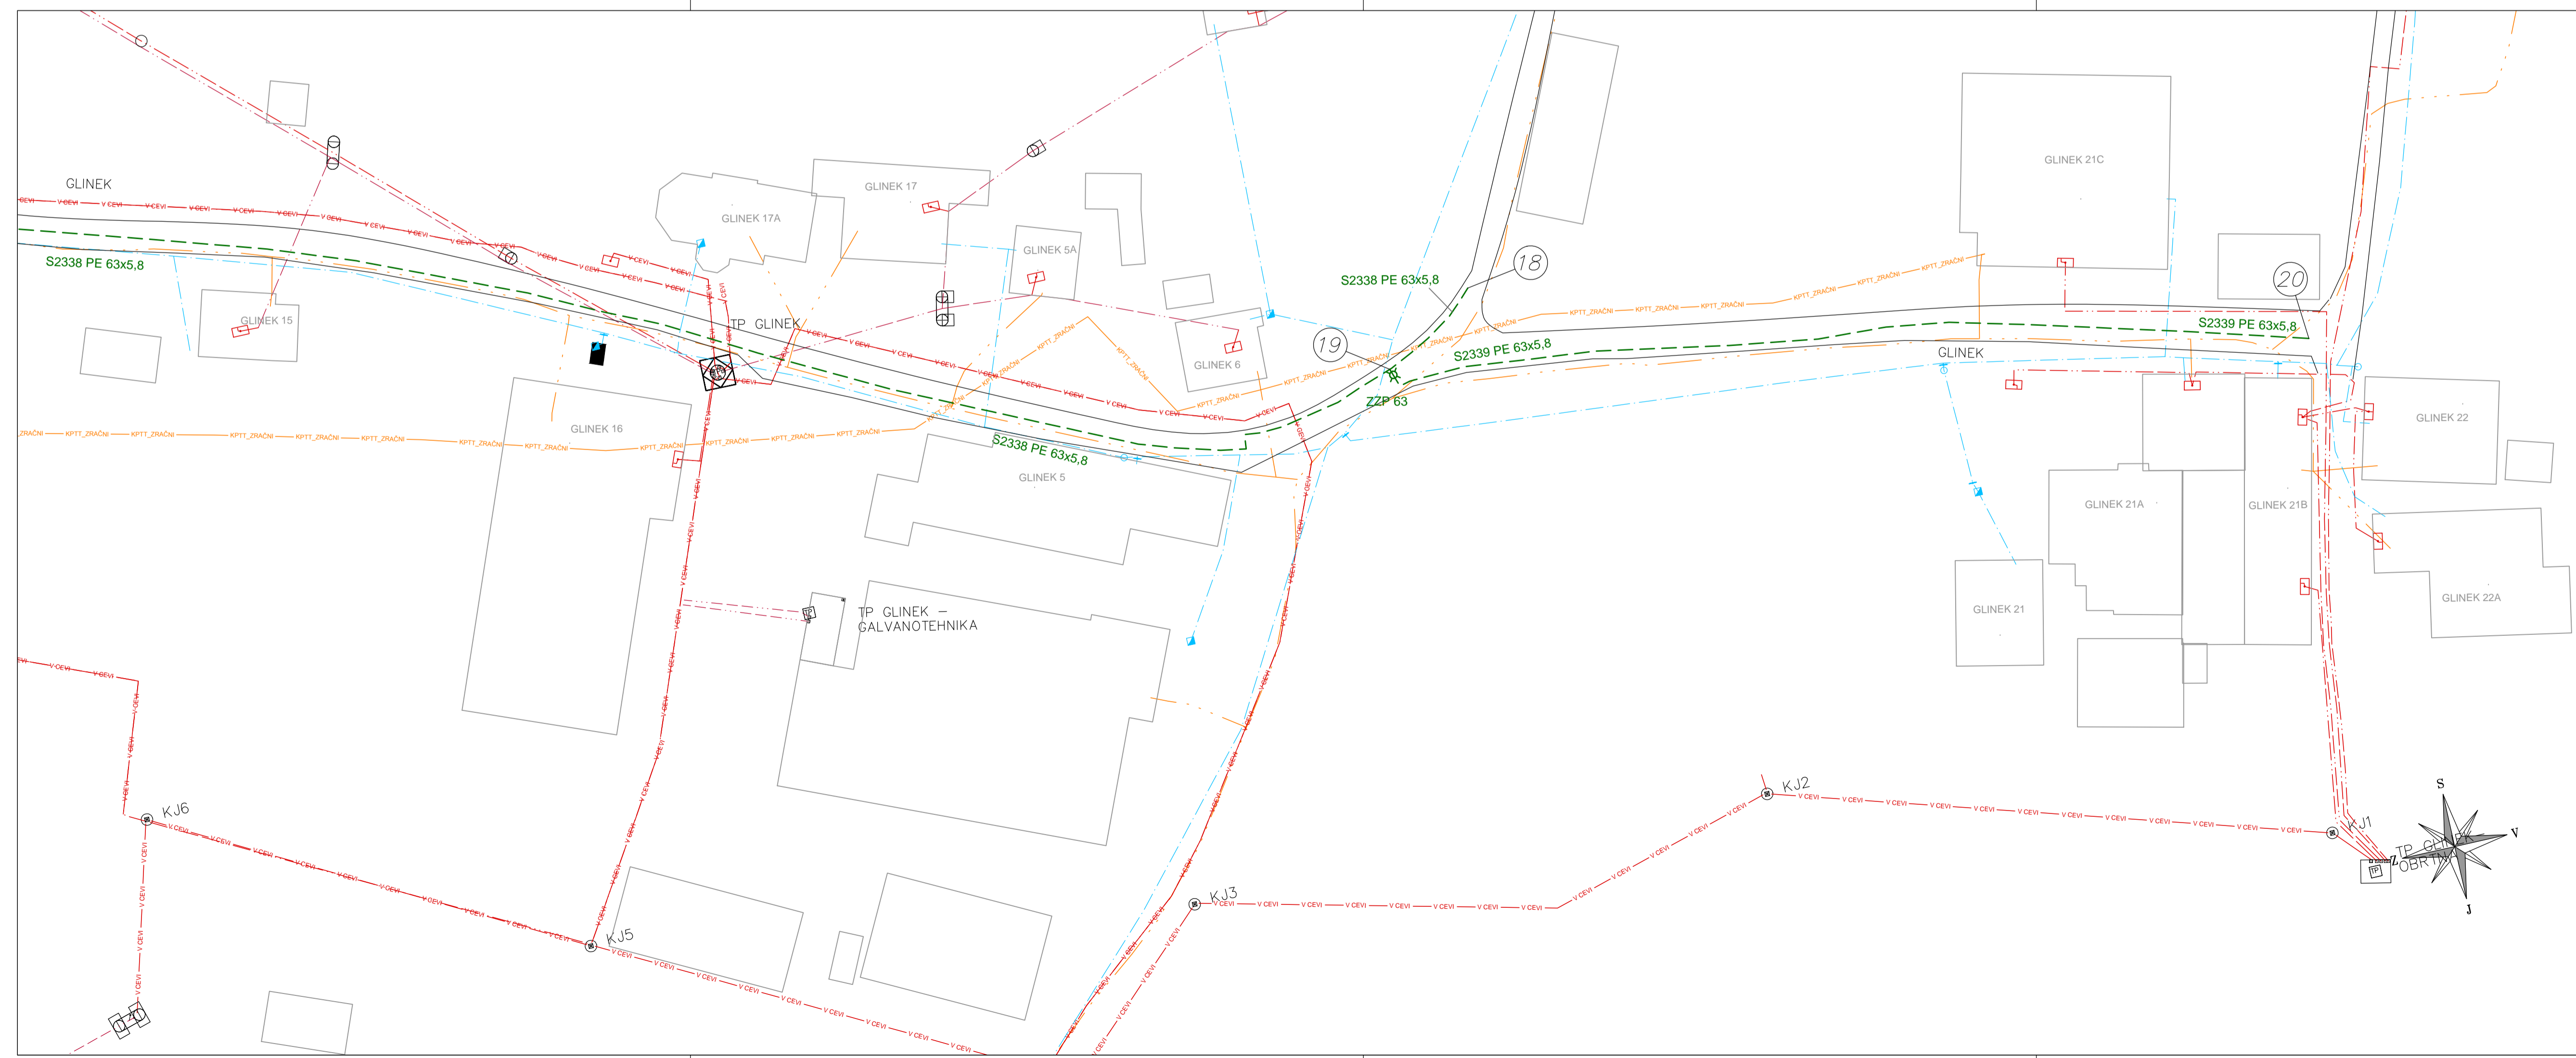 GLINEK
GLINEK 17
GLINEK 17A
GLINEK 5A
GLINEK 21C
18
S2338 PE 63x5,8
S2338 PE 63x5,8
20
GLINEK 15
TP GLINEK
S2339 PE 63x5,8
19
S2339 PE 63x5,8
GLINEK
GLINEK 6
ZZP 63
GLINEK 16
GLINEK 22
S2338 PE 63x5,8
GLINEK 5
GLINEK 21A
GLINEK 21B
KPTT_ZRAČNI
V CEVI
TP
TP GLINEK –
GALVANOTEHNIKA
GLINEK 21
GLINEK 22A
KJ6
KJ2
KJ1
KJ3
KJ5
S
V
Z
J
TP